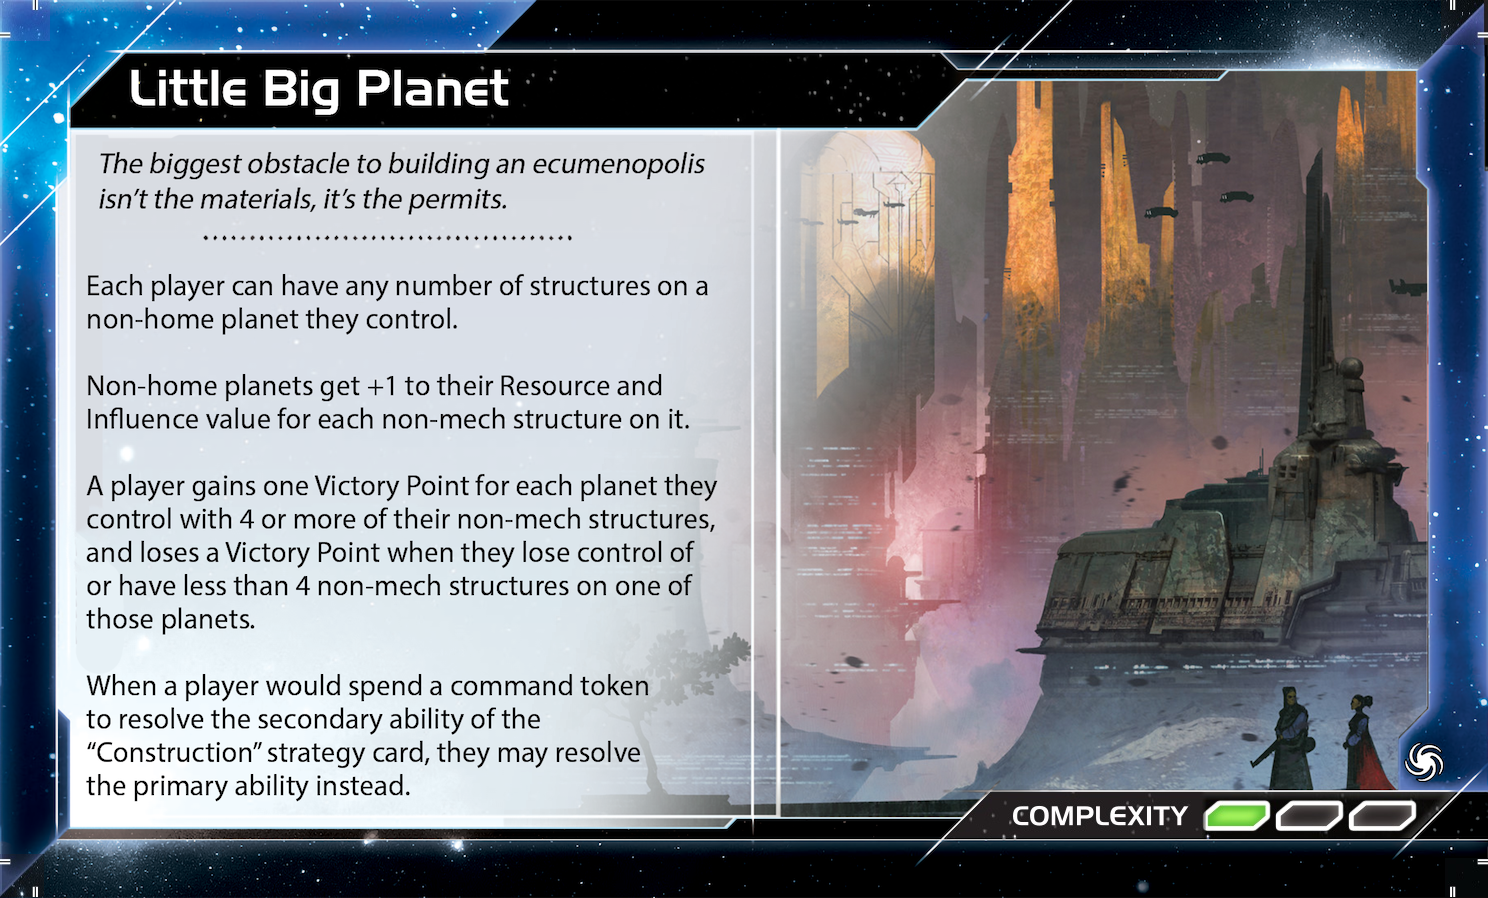 Little Big Planet
The biggest obstacle to building an ecumenopolis
isn't the materials, it's the permits.
Each player can have any number of structures on a
non-home planet they control.
Non-home planets get +1 to their Resource and
Influence value for each non-mech structure on it.
A player gains one Victory Point for each planet they
control with 4 or more of their non-mech structures,
and loses a Victory Point when they lose control of
or have less than 4 non-mech structures on one of
those planets.
When a player would spend a command token
to resolve the secondary ability of the
“Construction” strategy card, they may resolve
the primary ability instead.
COMPLEXITY